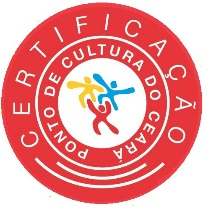 CERTIFICAÇÃO
PONTO DE CULTURA DO CEARÁ